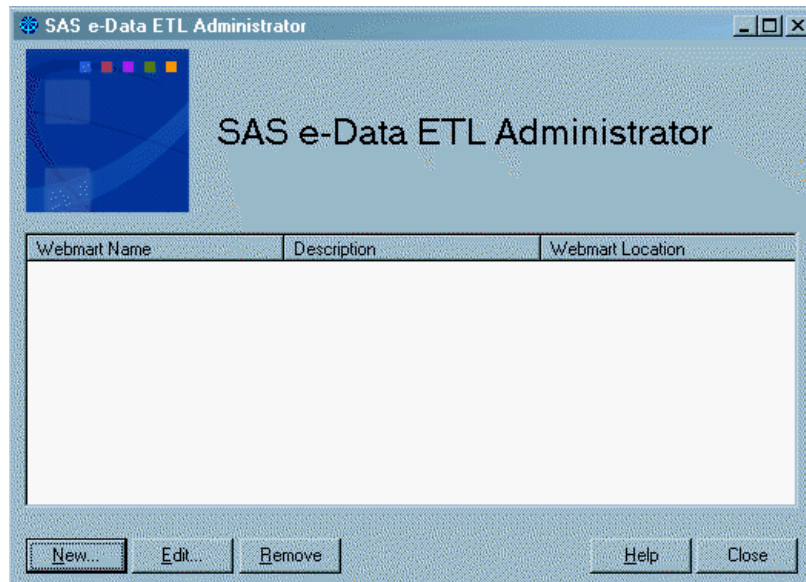 SAS e-Data ETL Administrator
SAS e-Data ETL Administrator
Webmart Name Description Webmart Location
New... Edit... Remove Help Close